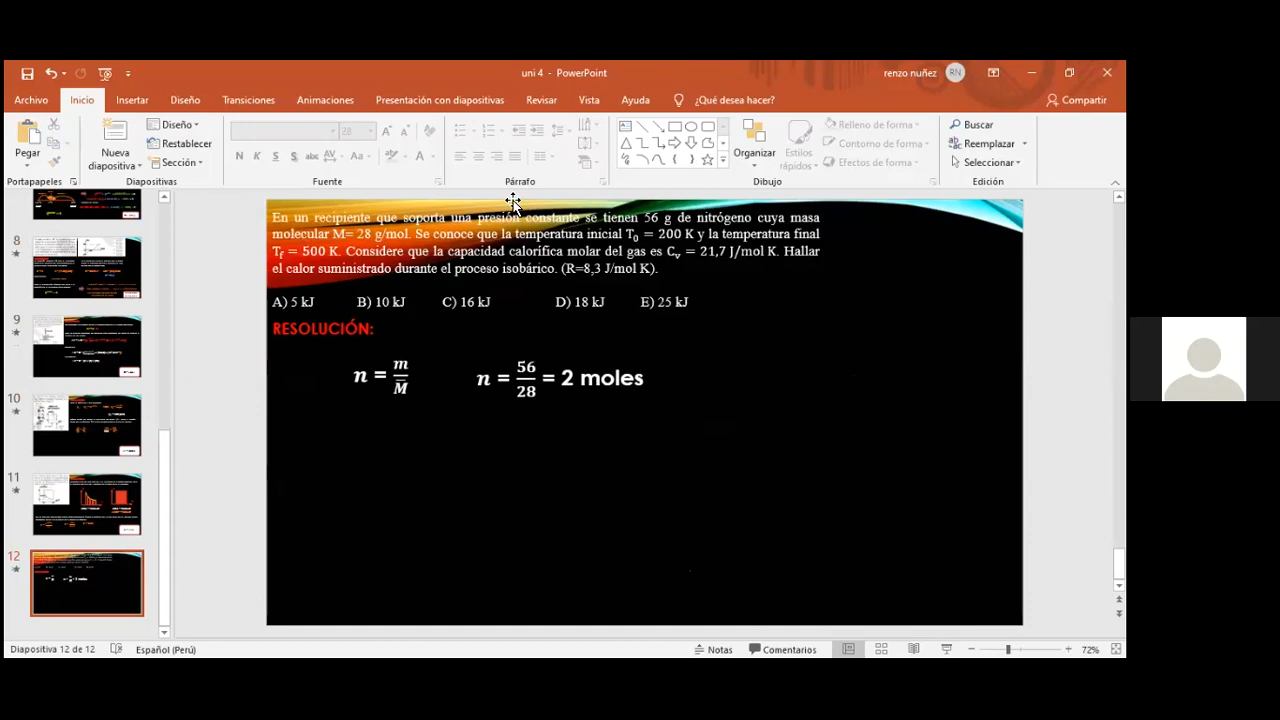 uni 4 - PowerPoint
renzo nuñez
RN
Archivo
Inicio
Insertar
Diseño
Transiciones
Animaciones
Presentación con diapositivas
Revisar
Vista
Ayuda
¿Qué desea hacer?
Compartir
Pegar
Nueva diapositiva
Diseño
Restablecer
Sección
28
N K S S abc AV Aa
Organizar
Estilos rápidos
Relleno de forma
Contorno de forma
Efectos de forma
Buscar
Reemplazar
Seleccionar
Portapapeles
Diapositivas
Fuente
Párrafo
Dibujo
Edición
8
9
10
11
12
En un recipiente que soporta una presión constante se tienen 56 g de nitrógeno cuya masa
molecular M= 28 g/mol. Se conoce que la temperatura inicial T₀ = 200 K y la temperatura final
T_f = 500 K. Considere que la capacidad calorífica molar del gas es C_v = 21,7 J/mol K. Hallar
el calor suministrado durante el proceso isobárico. (R=8,3 J/mol K).
A) 5 kJ B) 10 kJ C) 16 kJ D) 18 kJ E) 25 kJ
RESOLUCIÓN:
n = m/M̅ n = 56/28 = 2 moles
Diapositiva 12 de 12
Español (Perú)
Notas
Comentarios
72%